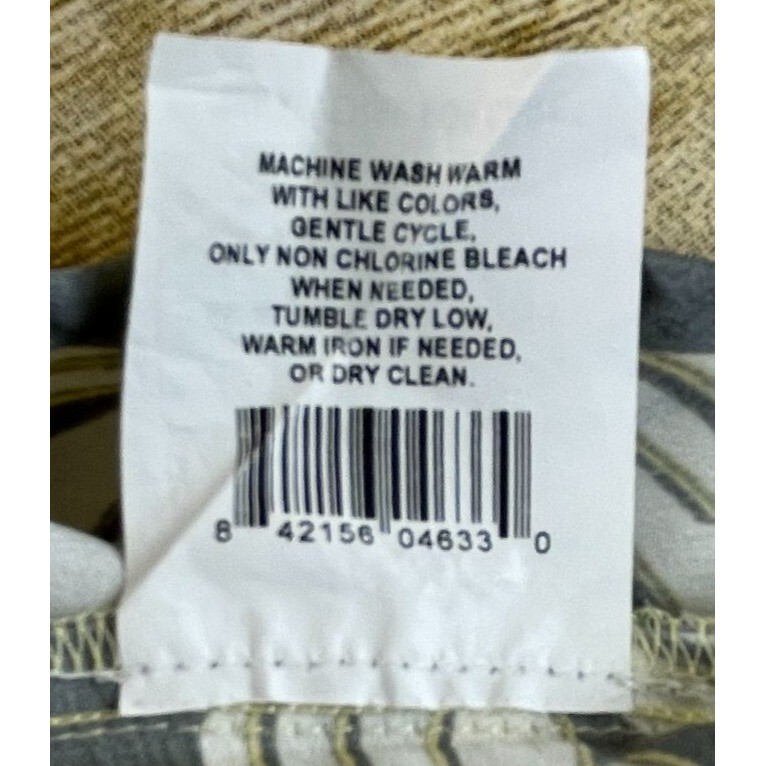 MACHINE WASH WARM
WITH LIKE COLORS,
GENTLE CYCLE,
ONLY NON CHLORINE BLEACH
WHEN NEEDED,
TUMBLE DRY LOW,
WARM IRON IF NEEDED,
OR DRY CLEAN.
8 42156 04633 0